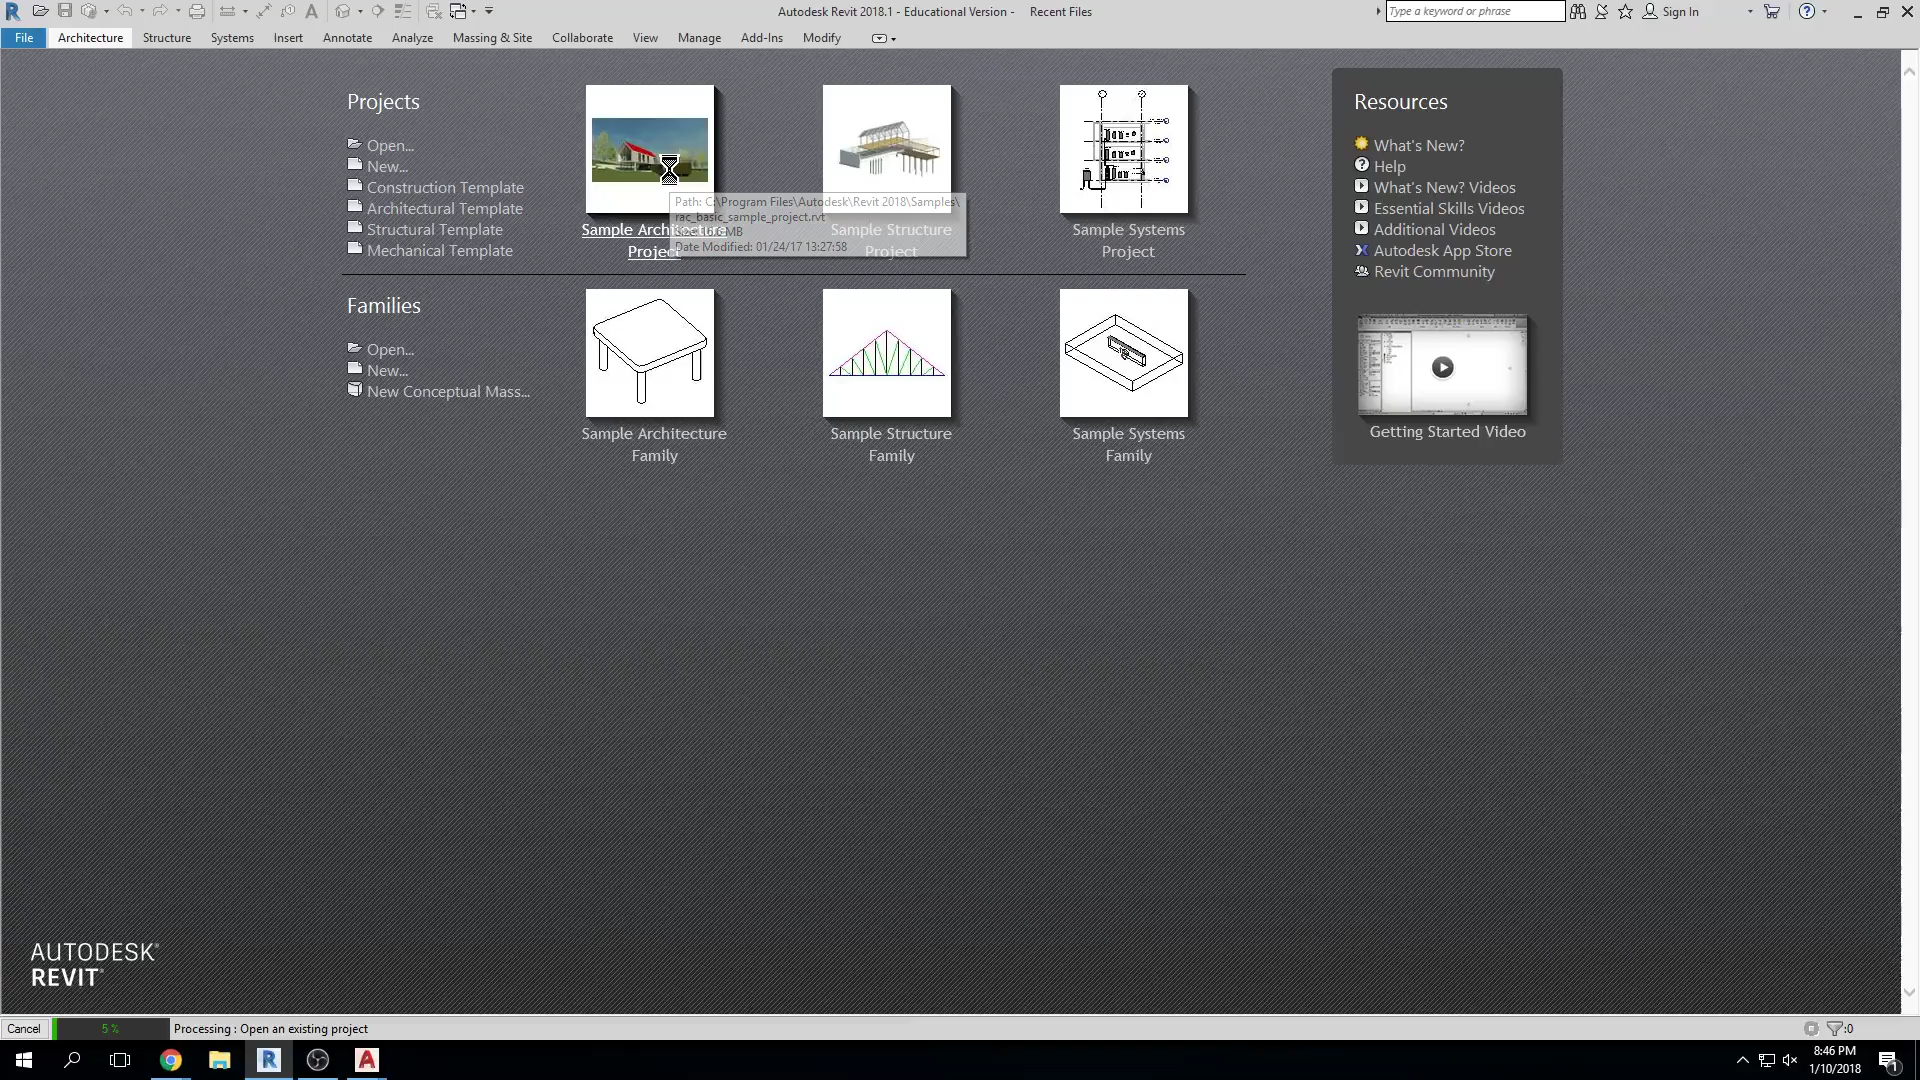 Autodesk Revit 2018.1 - Educational Version - Recent Files
Type a keyword or phrase
Sign In
File Architecture Structure Systems Insert Annotate Analyze Massing & Site Collaborate View Manage Add-Ins Modify
Projects
Open...
New...
Construction Template
Architectural Template
Structural Template
Mechanical Template
Sample Architecture
Project
Path: C:\Program Files\Autodesk\Revit 2018\Samples\
rac_basic_sample_project.rvt
MB
Date Modified: 01/24/17 13:27:58
Sample Structure
Project
Sample Systems
Project
Families
Open...
New...
New Conceptual Mass...
Sample Architecture
Family
Sample Structure
Family
Sample Systems
Family
Resources
What's New?
Help
What's New? Videos
Essential Skills Videos
Additional Videos
Autodesk App Store
Revit Community
Getting Started Video
AUTODESK®
REVIT®
Cancel 5 % Processing : Open an existing project
:0
8:46 PM
1/10/2018
1